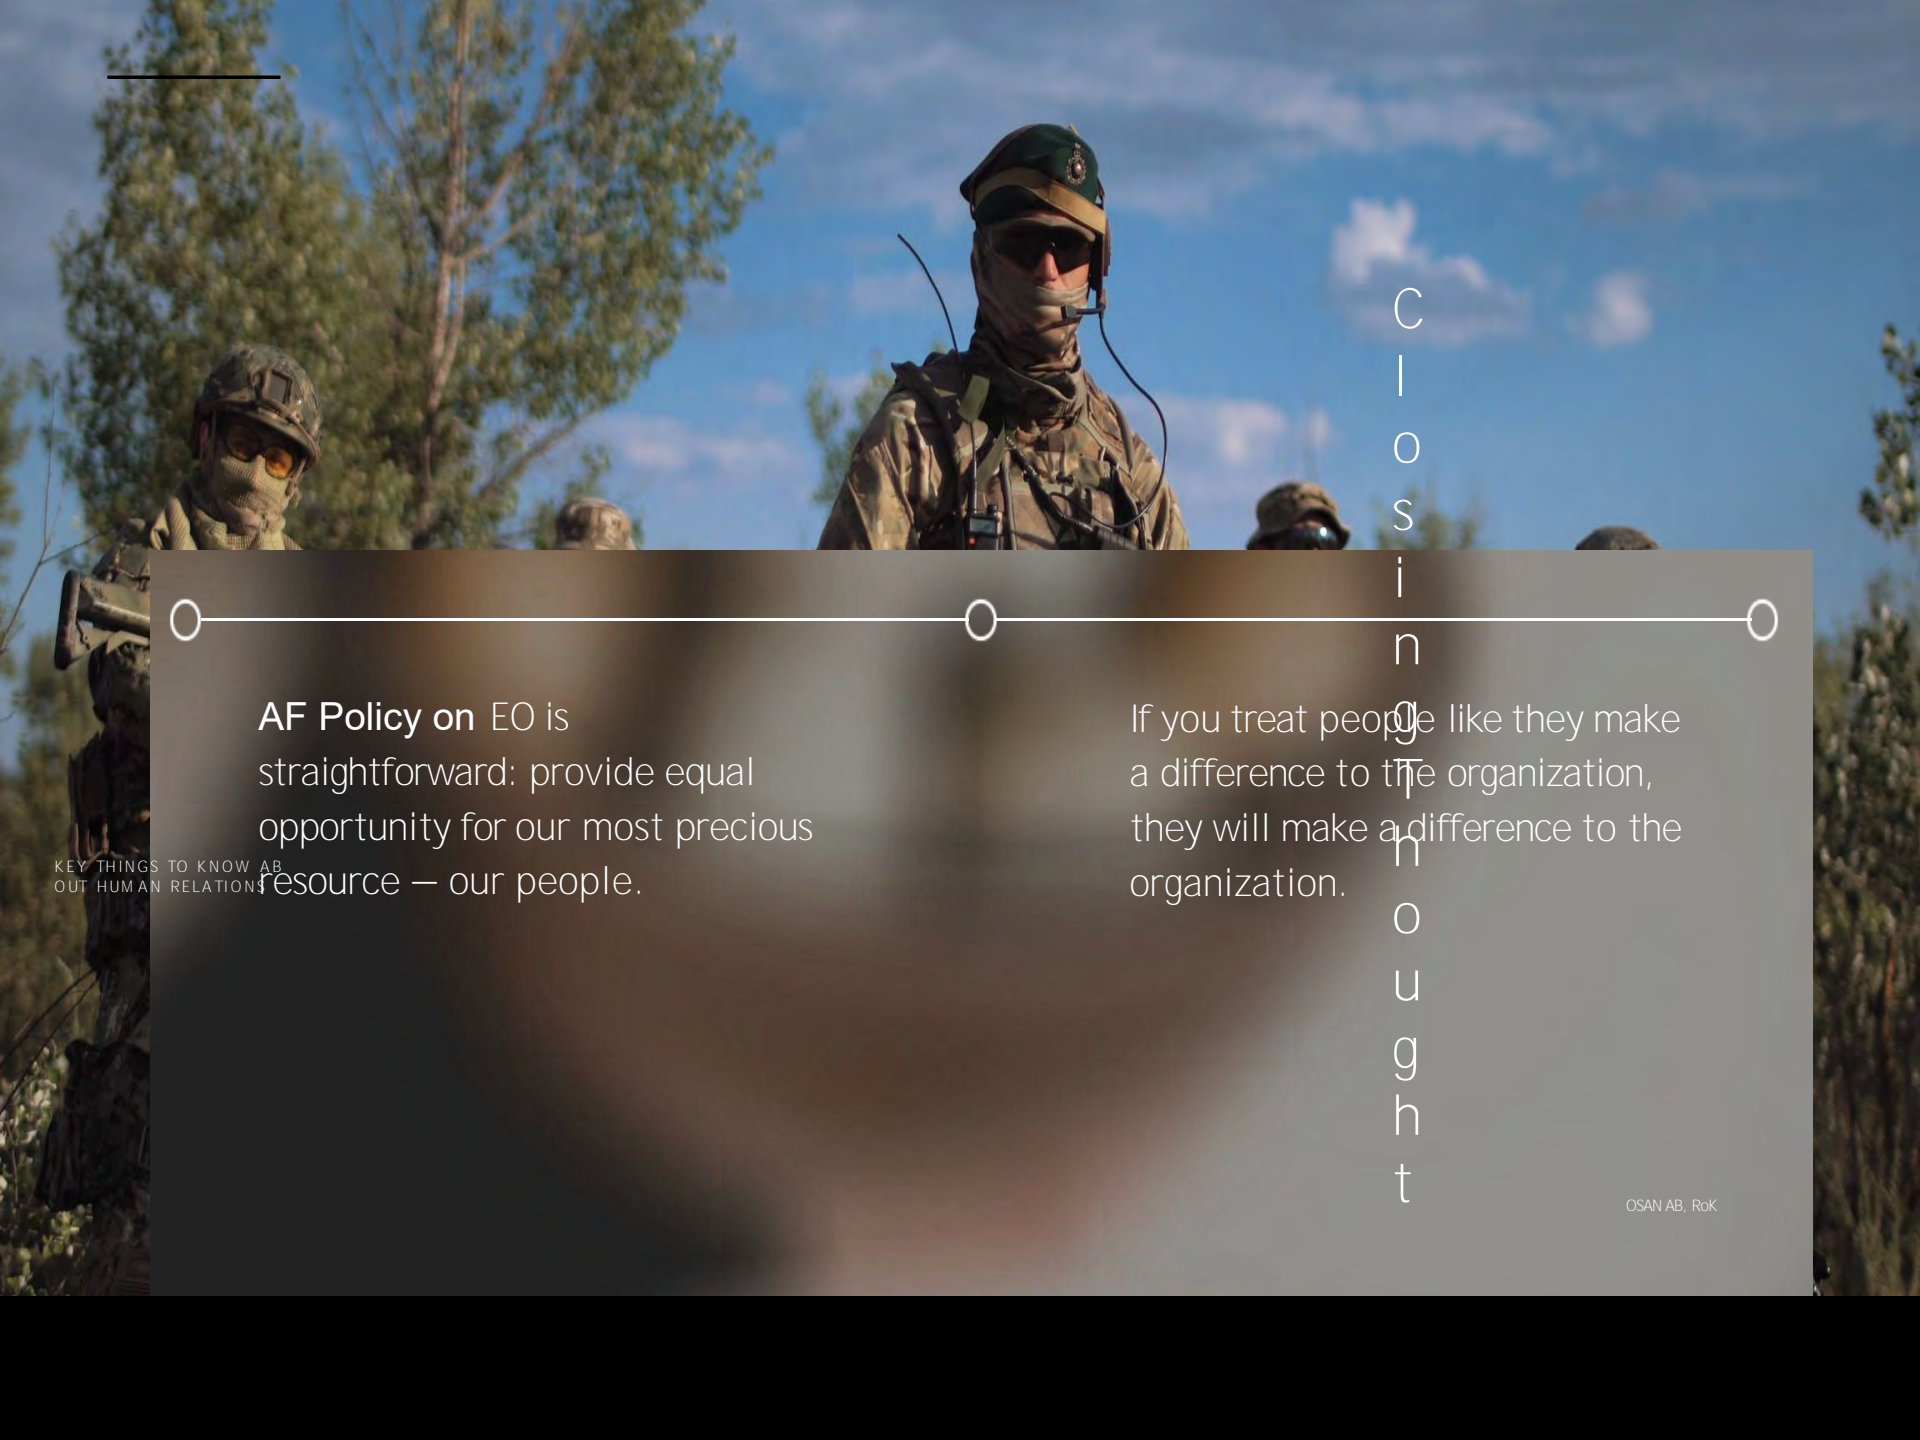 Closing Thought
AF Policy on EO is
straightforward: provide equal
opportunity for our most precious
resource – our people.
If you treat people like they make
a difference to the organization,
they will make a difference to the
organization.
KEY THINGS TO KNOW AB
OUT HUMAN RELATIONS
OSAN AB, RoK